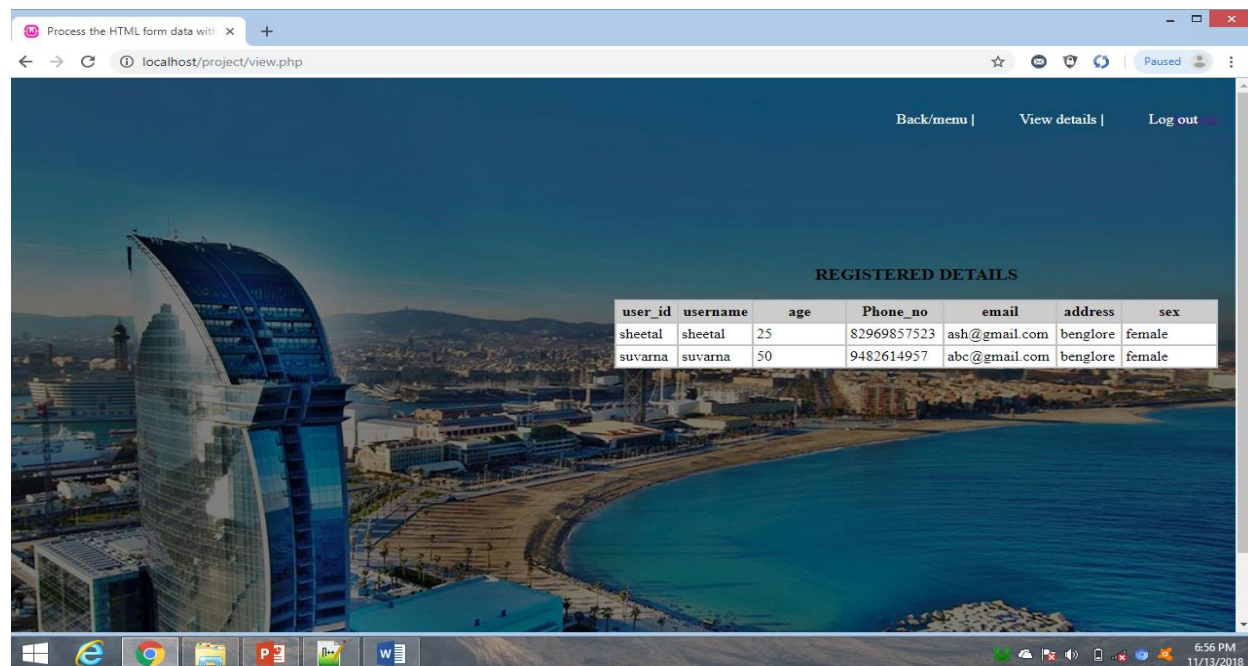 Process the HTML form data with
localhost/project/view.php
Paused
Back/menu | View details | Log out
REGISTERED DETAILS
user_id username age Phone_no email address sex
sheetal sheetal 25 82969857523 ash@gmail.com benglore female
suvarna suvarna 50 9482614957 abc@gmail.com benglore female
6:56 PM
11/13/2018